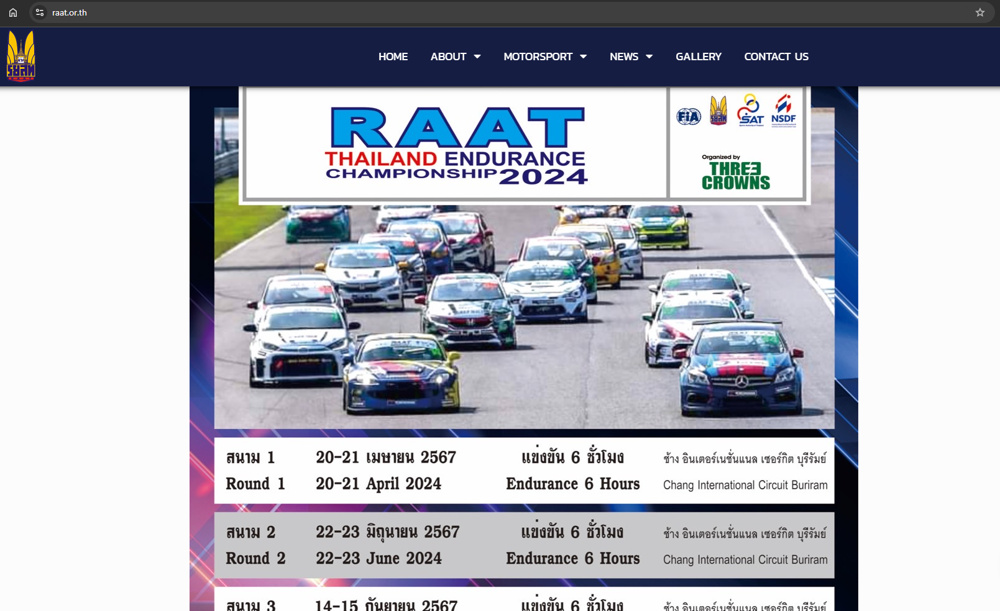 raat.or.th
HOME ABOUT MOTORSPORT NEWS GALLERY CONTACT US
รยสท
RAAT
RAAT
THAILAND ENDURANCE
CHAMPIONSHIP 2024
FIA รยสท SAT NSDF
Organized by
THREE
CROWNS
สนาม 1 20-21 เมษายน 2567 แข่งขัน 6 ชั่วโมง ช้าง อินเตอร์เนชั่นแนล เซอร์กิต บุรีรัมย์
Round 1 20-21 April 2024 Endurance 6 Hours Chang International Circuit Buriram
สนาม 2 22-23 มิถุนายน 2567 แข่งขัน 6 ชั่วโมง ช้าง อินเตอร์เนชั่นแนล เซอร์กิต บุรีรัมย์
Round 2 22-23 June 2024 Endurance 6 Hours Chang International Circuit Buriram
สนาม 3 14-15 กันยายน 2567 แข่งขัน 6 ชั่วโมง ช้าง อินเตอร์เนชั่นแนล เซอร์กิต บุรีรัมย์